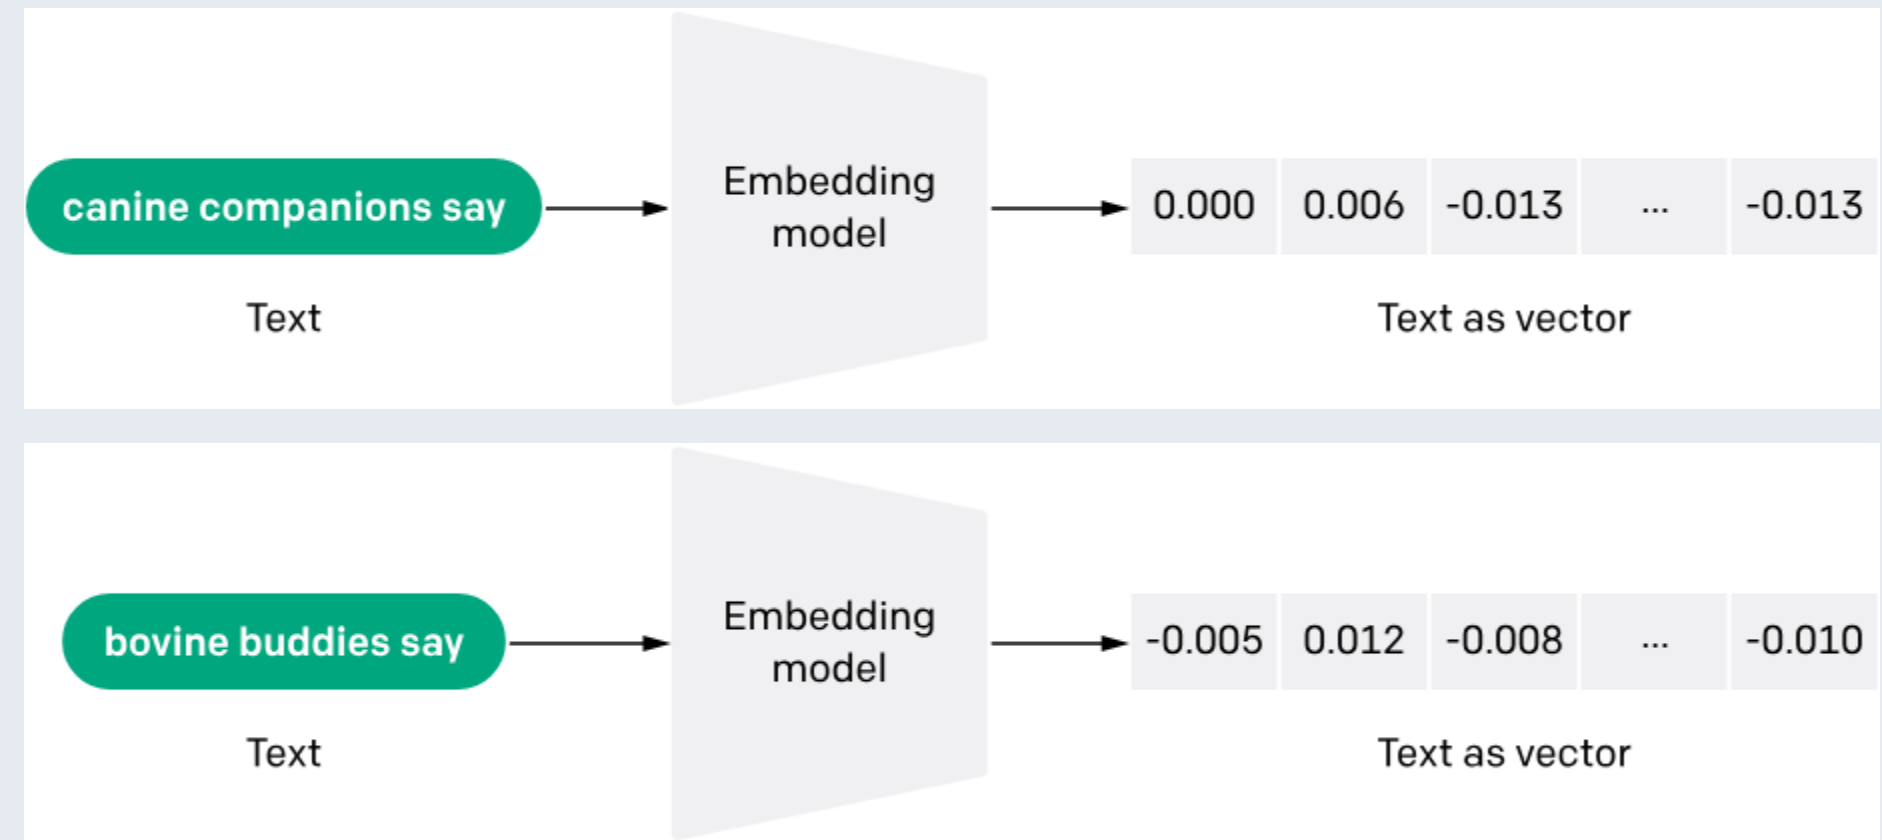 canine companions say
Embedding
model
0.000 0.006 -0.013 ... -0.013
Text
Text as vector
bovine buddies say
Embedding
model
-0.005 0.012 -0.008 ... -0.010
Text
Text as vector